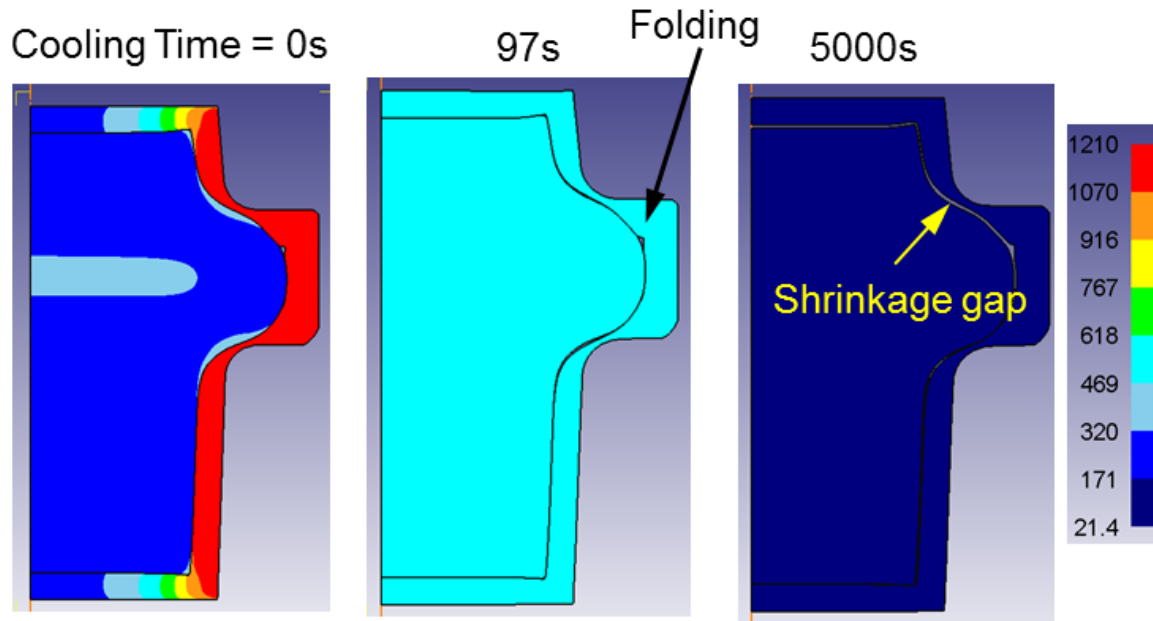 Folding
Cooling Time = 0s
97s
5000s
Shrinkage gap
1210
1070
916
767
618
469
320
171
21.4